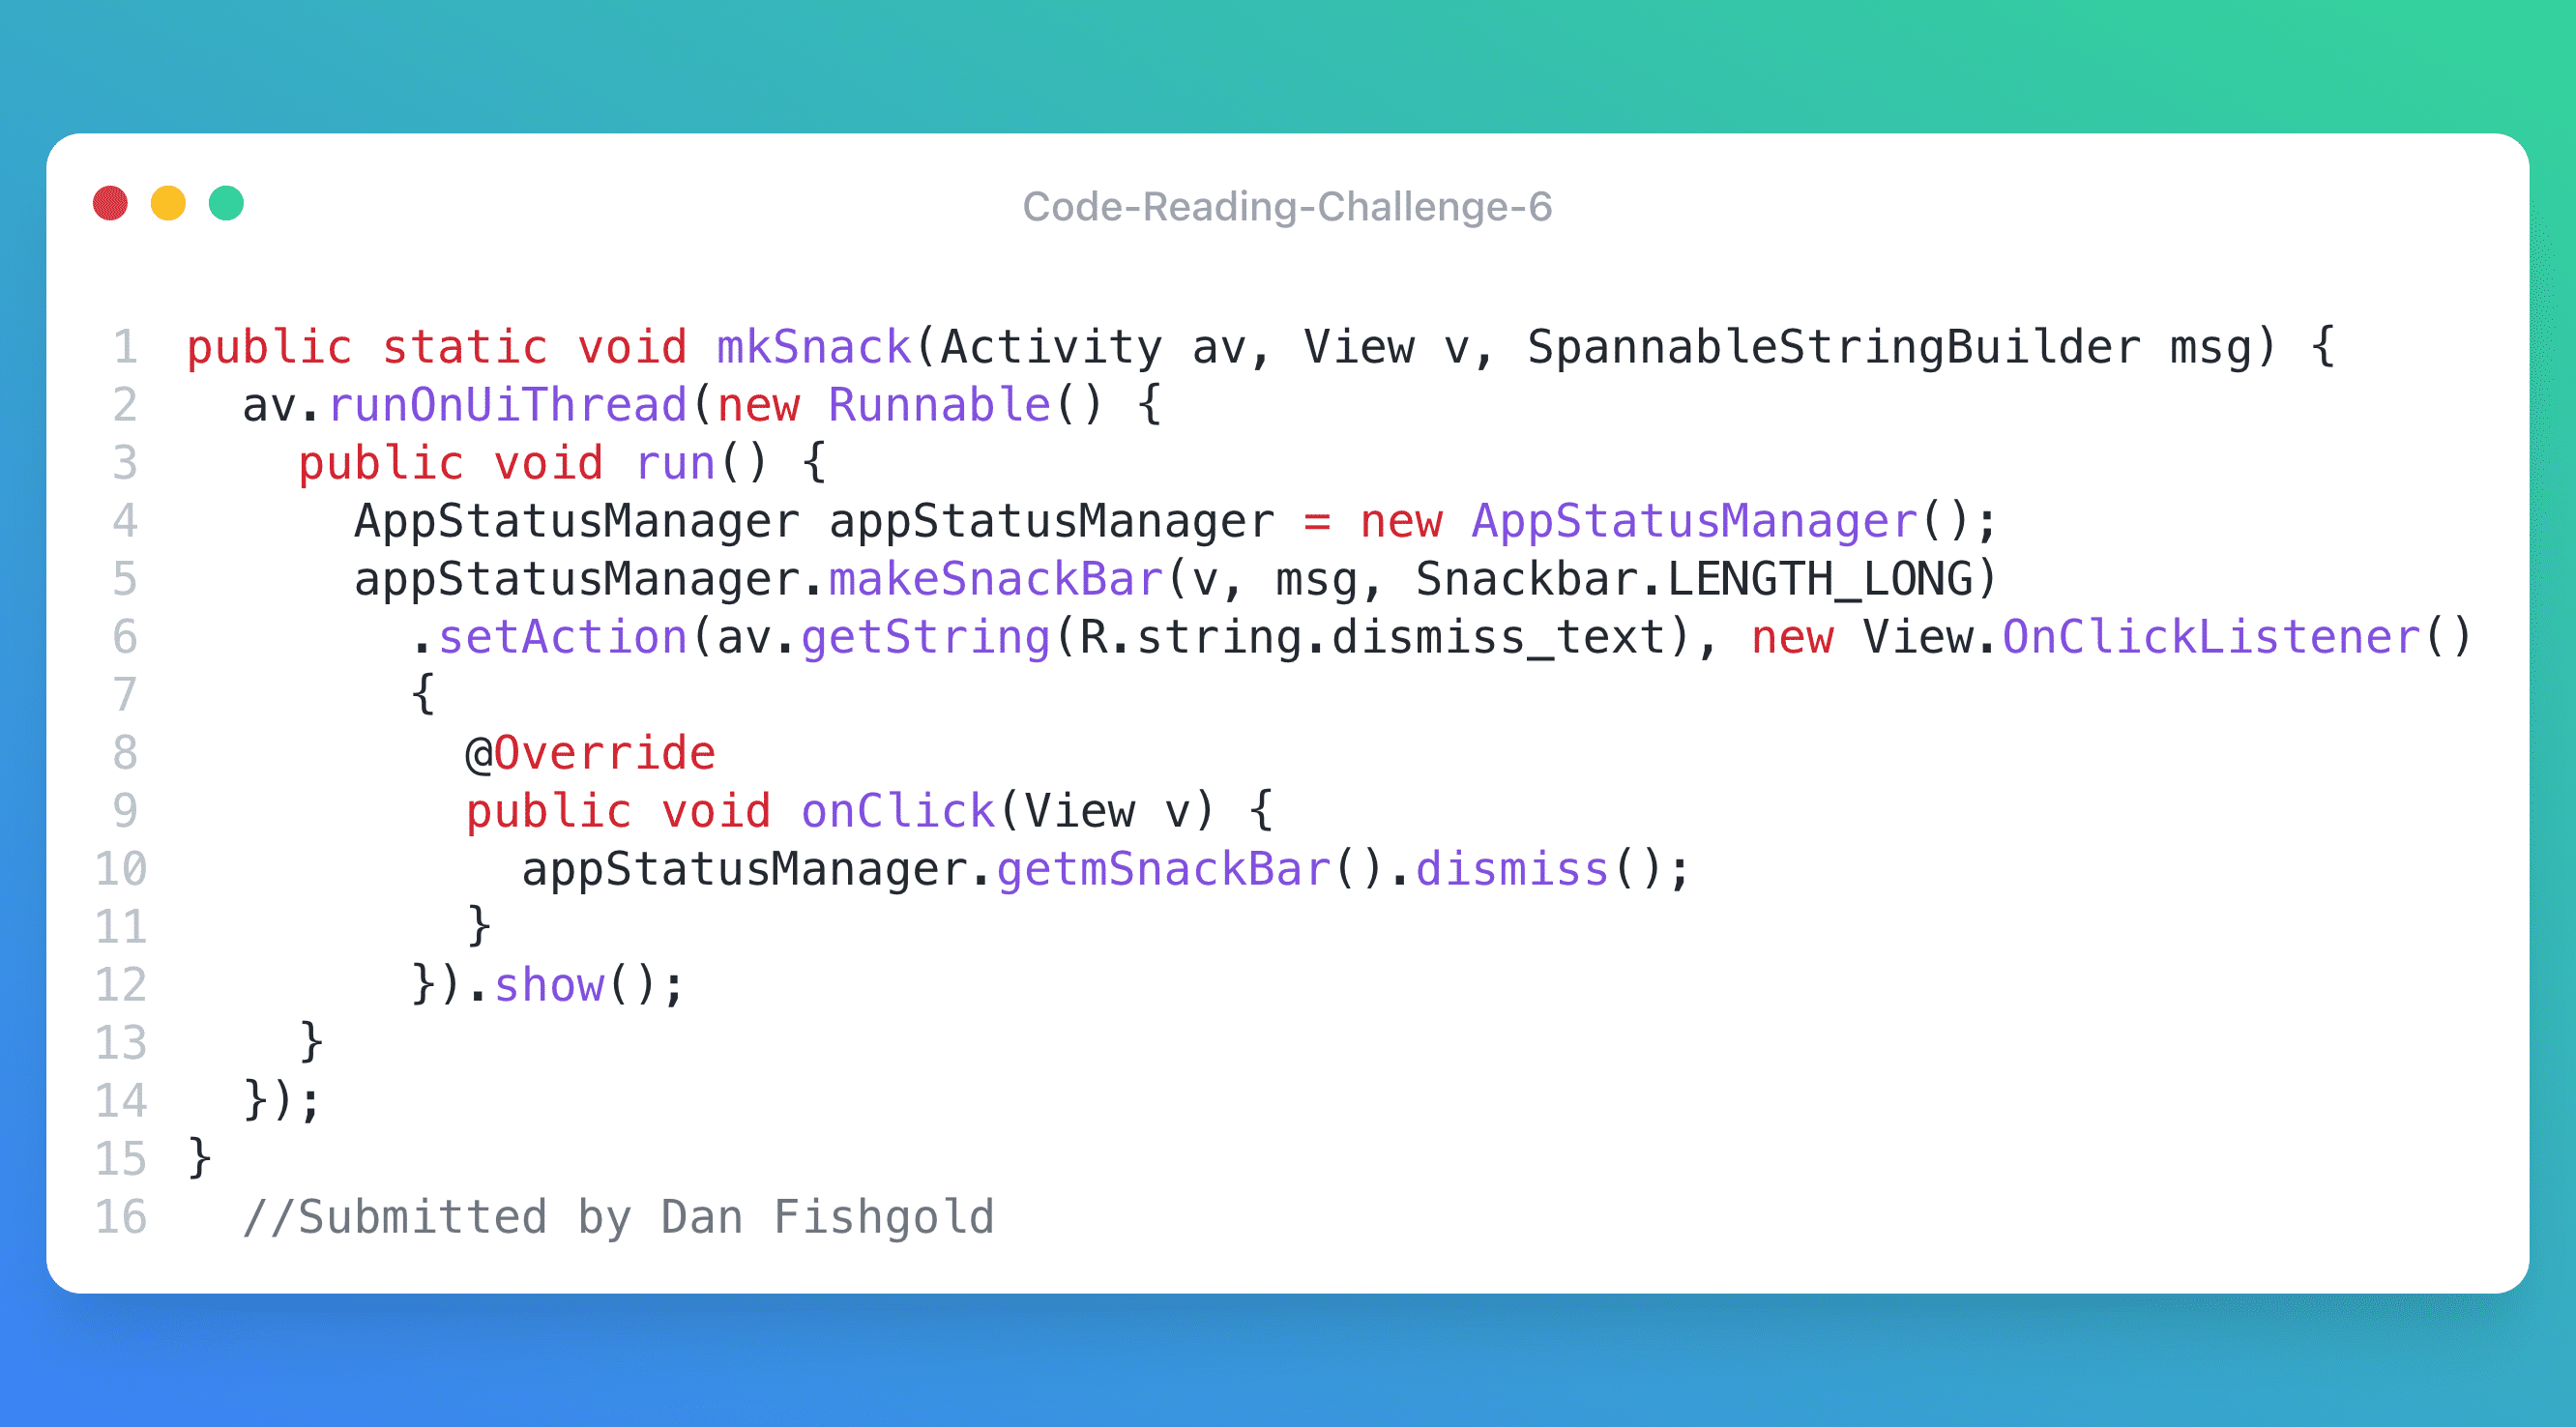 Code-Reading-Challenge-6
1 public static void mkSnack(Activity av, View v, SpannableStringBuilder msg) {
2   av.runOnUiThread(new Runnable() {
3     public void run() {
4       AppStatusManager appStatusManager = new AppStatusManager();
5       appStatusManager.makeSnackBar(v, msg, Snackbar.LENGTH_LONG)
6         .setAction(av.getString(R.string.dismiss_text), new View.OnClickListener()
7         {
8           @Override
9           public void onClick(View v) {
10             appStatusManager.getmSnackBar().dismiss();
11           }
12         }).show();
13     }
14   });
15 }
16   //Submitted by Dan Fishgold